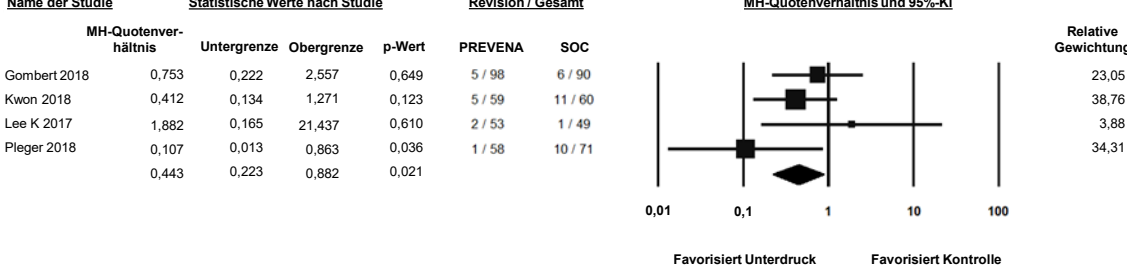 Name der Studie Statistische Werte nach Studie Revision / Gesamt MH-Quotenverhältnis und 95%-KI
MH-Quotenver-
hältnis Untergrenze Obergrenze p-Wert PREVENA SOC Relative
Gewichtung
Gombert 2018 0,753 0,222 2,557 0,649 5 / 98 6 / 90 23,05
Kwon 2018 0,412 0,134 1,271 0,123 5 / 59 11 / 60 38,76
Lee K 2017 1,882 0,165 21,437 0,610 2 / 53 1 / 49 3,88
Pleger 2018 0,107 0,013 0,863 0,036 1 / 58 10 / 71 34,31
0,443 0,223 0,882 0,021
0,01 0,1 1 10 100
Favorisiert Unterdruck Favorisiert Kontrolle